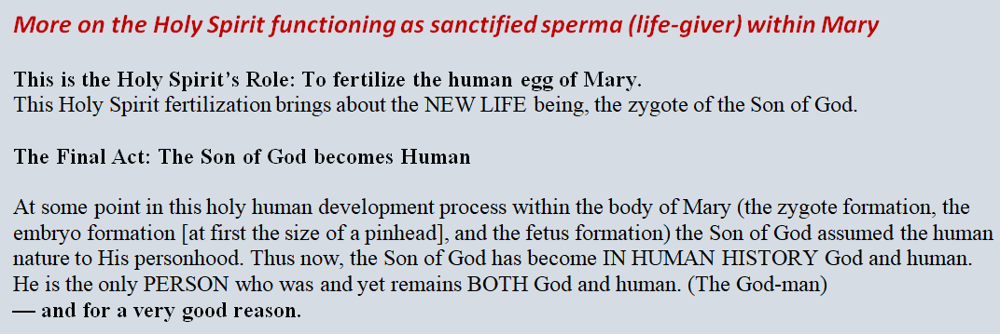 More on the Holy Spirit functioning as sanctified sperma (life-giver) within Mary
This is the Holy Spirit's Role: To fertilize the human egg of Mary.
This Holy Spirit fertilization brings about the NEW LIFE being, the zygote of the Son of God.
The Final Act: The Son of God becomes Human
At some point in this holy human development process within the body of Mary (the zygote formation, the
embryo formation [at first the size of a pinhead], and the fetus formation) the Son of God assumed the human
nature to His personhood. Thus now, the Son of God has become IN HUMAN HISTORY God and human.
He is the only PERSON who was and yet remains BOTH God and human. (The God-man)
— and for a very good reason.